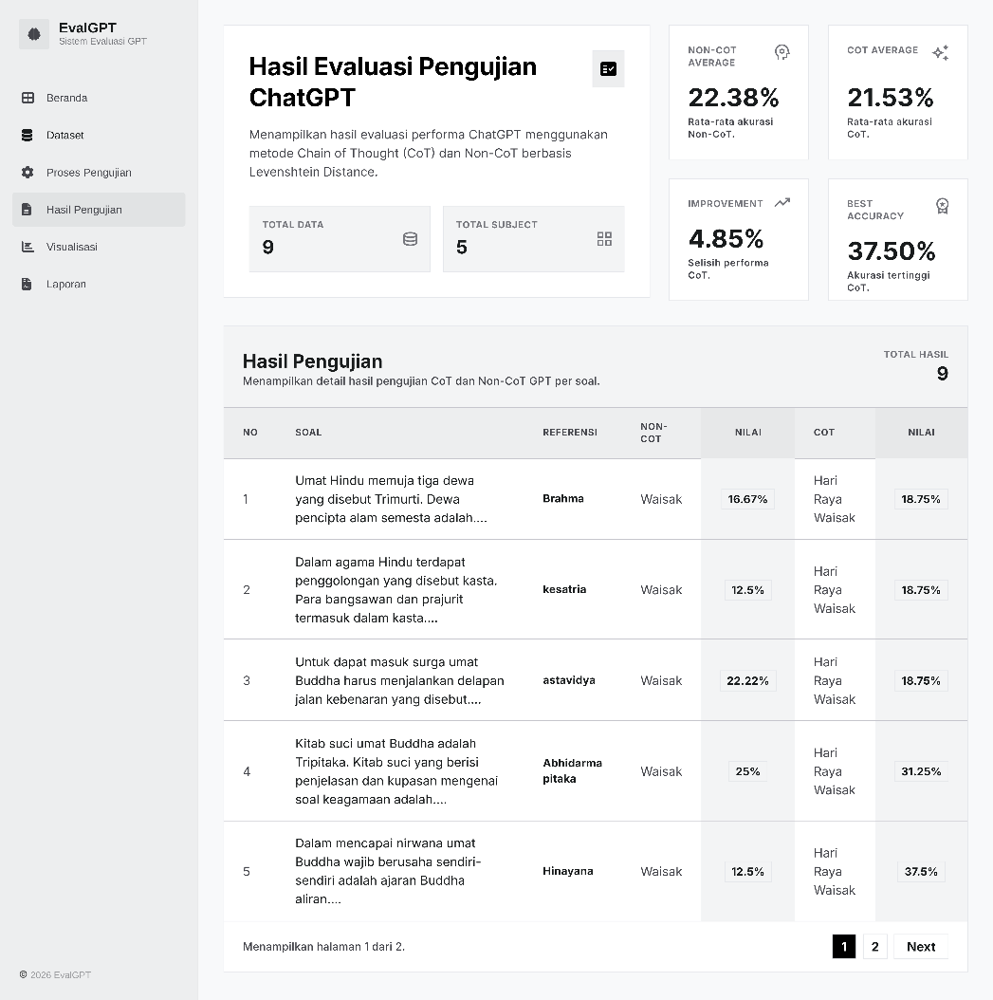 EvalGPT
Sistem Evaluasi GPT
Beranda
Dataset
Proses Pengujian
Hasil Pengujian
Visualisasi
Laporan
© 2026 EvalGPT
Hasil Evaluasi Pengujian
ChatGPT
Menampilkan hasil evaluasi performa ChatGPT menggunakan
metode Chain of Thought (CoT) dan Non-CoT berbasis
Levenshtein Distance.
TOTAL DATA
9
TOTAL SUBJECT
5
NON-COT
AVERAGE
22.38%
Rata-rata akurasi
Non-CoT.
COT AVERAGE
21.53%
Rata-rata akurasi
CoT.
IMPROVEMENT
4.85%
Selisih performa
CoT.
BEST
ACCURACY
37.50%
Akurasi tertinggi
CoT.
Hasil Pengujian
Menampilkan detail hasil pengujian CoT dan Non-CoT GPT per soal.
TOTAL HASIL
9
NO SOAL REFERENSI NON-
COT NILAI COT NILAI
1
Umat Hindu memuja tiga dewa
yang disebut Trimurti. Dewa
pencipta alam semesta adalah....
Brahma
Waisak
16.67%
Hari
Raya
Waisak
18.75%
2
Dalam agama Hindu terdapat
penggolongan yang disebut kasta.
Para bangsawan dan prajurit
termasuk dalam kasta....
kesatria
Waisak
12.5%
Hari
Raya
Waisak
18.75%
3
Untuk dapat masuk surga umat
Buddha harus menjalankan delapan
jalan kebenaran yang disebut....
astavidya
Waisak
22.22%
Hari
Raya
Waisak
18.75%
4
Kitab suci umat Buddha adalah
Tripitaka. Kitab suci yang berisi
penjelasan dan kupasan mengenai
soal keagamaan adalah....
Abhidarma
pitaka
Waisak
25%
Hari
Raya
Waisak
31.25%
5
Dalam mencapai nirwana umat
Buddha wajib berusaha sendiri-
sendiri adalah ajaran Buddha
aliran....
Hinayana
Waisak
12.5%
Hari
Raya
Waisak
37.5%
Menampilkan halaman 1 dari 2.
1 2 Next